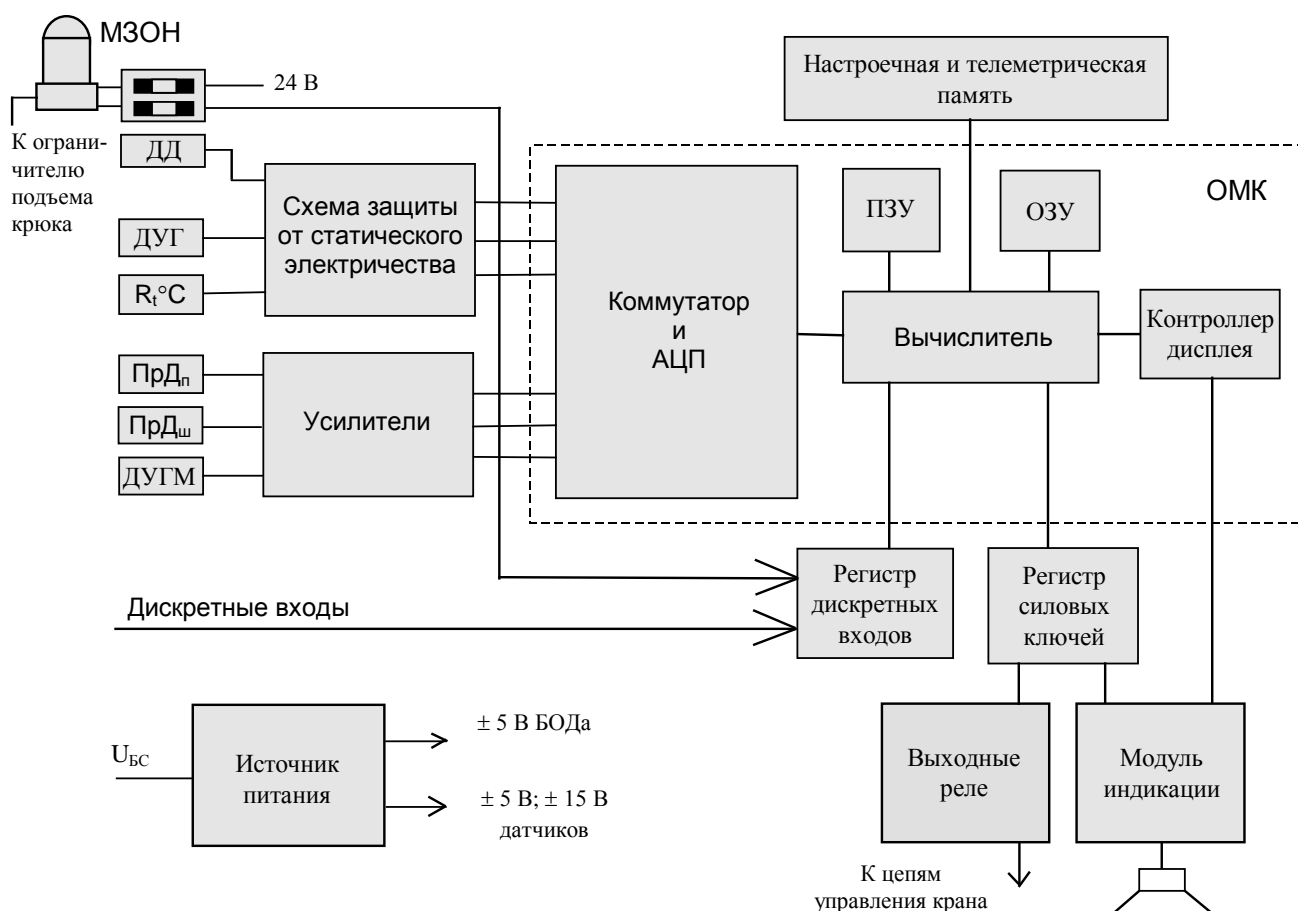 МЗОН
24 В
К ограни-
чителю
подъема
крюка
ДД
ДУГ
Rt°C
Схема защиты
от статического
электричества
ПрДп
ПрДш
ДУГМ
Усилители
Коммутатор
и
АЦП
Настроечная и телеметрическая
память
ОМК
ПЗУ
ОЗУ
Вычислитель
Контроллер
дисплея
Дискретные входы
Регистр
дискретных
входов
Регистр
силовых
ключей
UБС
Источник
питания
± 5 В БОДа
± 5 В; ± 15 В
датчиков
Выходные
реле
Модуль
индикации
К цепям
управления крана